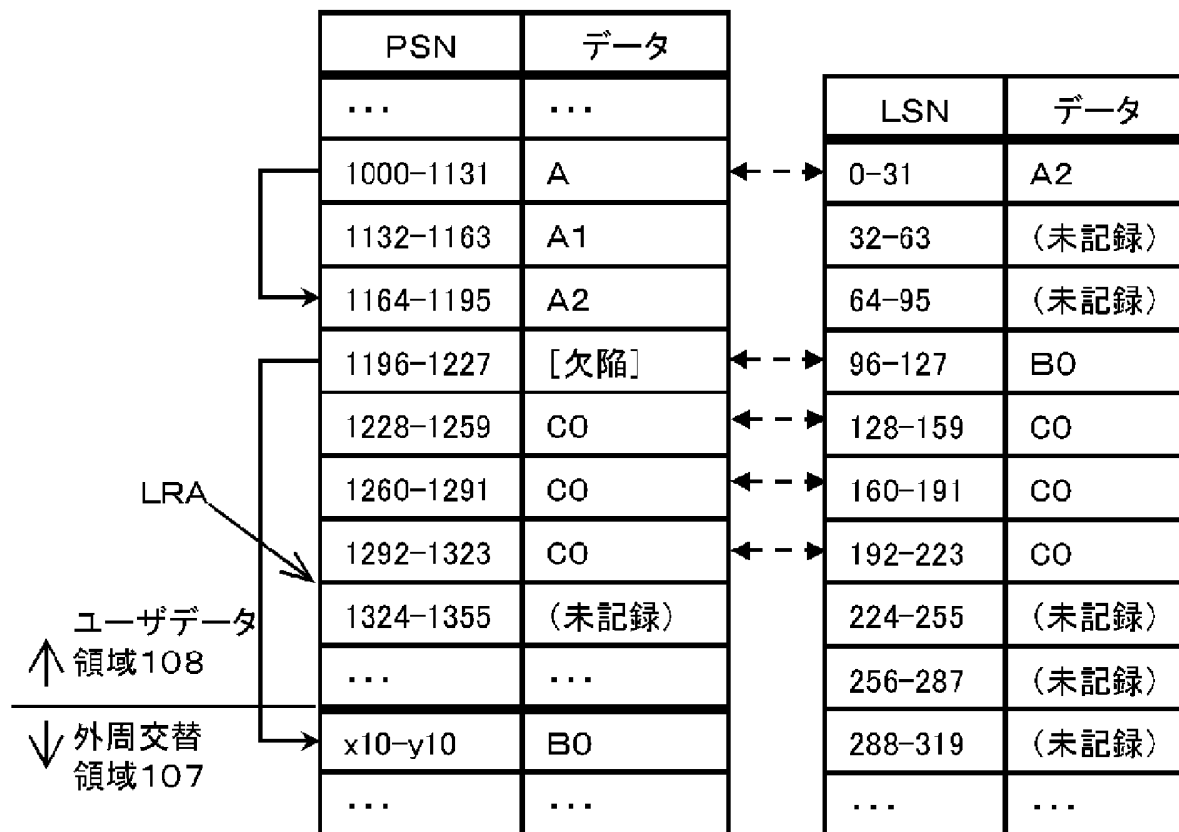 PSN データ
... ...
1000-1131 A
1132-1163 A1
1164-1195 A2
1196-1227 [欠陥]
1228-1259 C0
1260-1291 C0
1292-1323 C0
1324-1355 (未記録)
... ...
x10-y10 B0
... ...
LRA
ユーザデータ
領域108
外周交替
領域107
LSN データ
0-31 A2
32-63 (未記録)
64-95 (未記録)
96-127 B0
128-159 C0
160-191 C0
192-223 C0
224-255 (未記録)
256-287 (未記録)
288-319 (未記録)
... ...